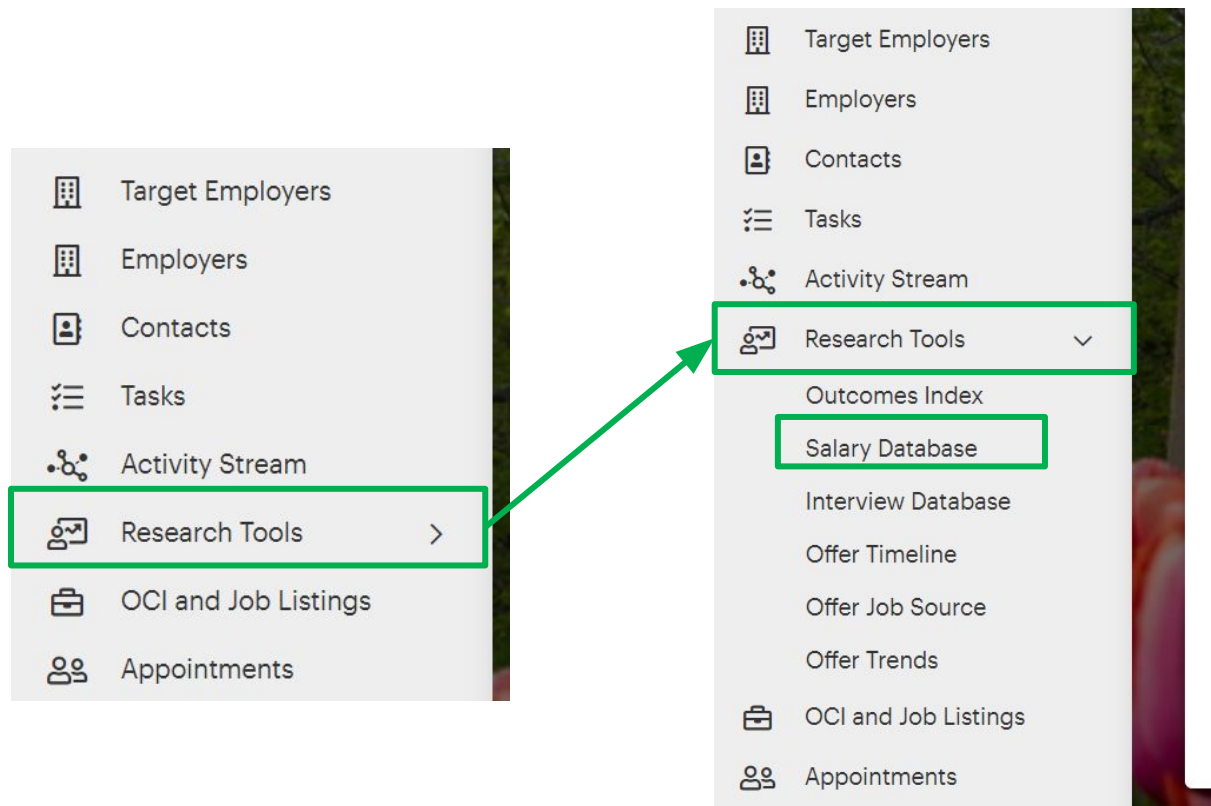 Target Employers
Employers
Contacts
Tasks
Activity Stream
Research Tools
OCI and Job Listings
Appointments
Target Employers
Employers
Contacts
Tasks
Activity Stream
Research Tools
Outcomes Index
Salary Database
Interview Database
Offer Timeline
Offer Job Source
Offer Trends
OCI and Job Listings
Appointments